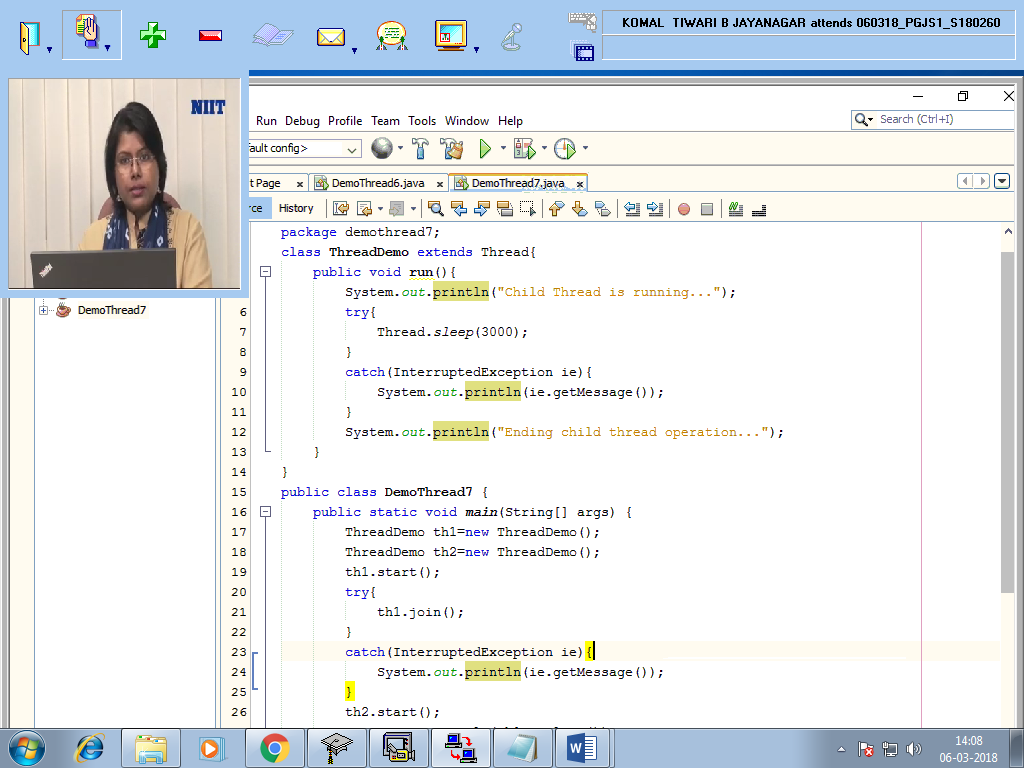 KOMAL TIWARI B JAYANAGAR attends 060318_PGJS1_S180260
NIIT
Run Debug Profile Team Tools Window Help
Search (Ctrl+I)
ault config>
t Page DemoThread6.java DemoThread7.java
rce History
package demothread7;
class ThreadDemo extends Thread{
public void run(){
System.out.println("Child Thread is running...");
DemoThread7
6 try{
7 Thread.sleep(3000);
8 }
9 catch(InterruptedException ie){
10 System.out.println(ie.getMessage());
11 }
12 System.out.println("Ending child thread operation...");
13 }
14 }
15 public class DemoThread7 {
16 public static void main(String[] args) {
17 ThreadDemo th1=new ThreadDemo();
18 ThreadDemo th2=new ThreadDemo();
19 th1.start();
20 try{
21 th1.join();
22 }
23 catch(InterruptedException ie){
24 System.out.println(ie.getMessage());
25 }
26 th2.start();
14:08
06-03-2018